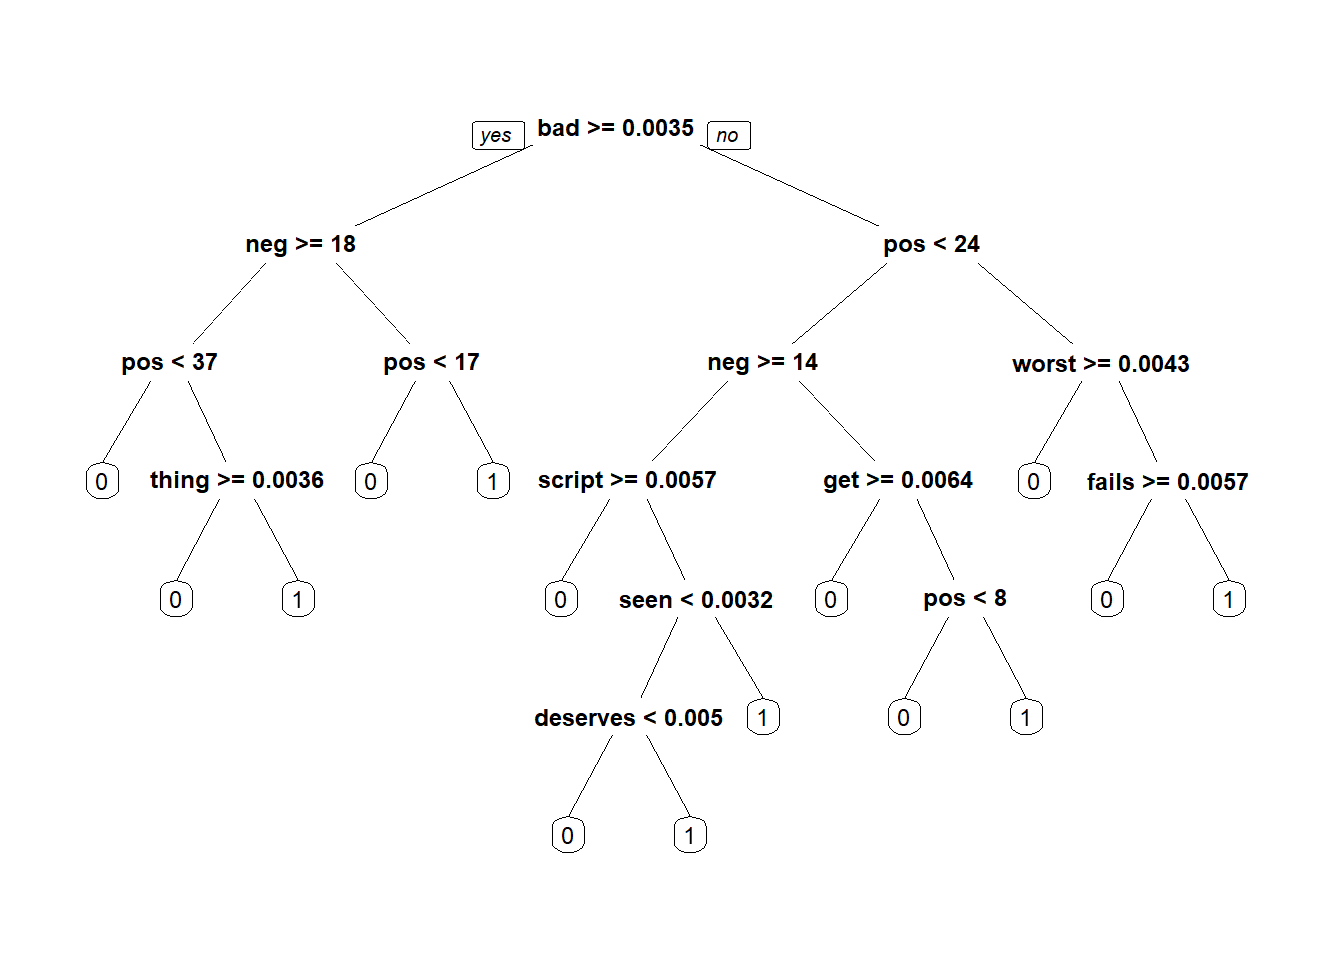 yes bad >= 0.0035 no
neg >= 18 pos < 24
pos < 37 pos < 17 neg >= 14 worst >= 0.0043
0 thing >= 0.0036 0 1 script >= 0.0057 get >= 0.0064 0 fails >= 0.0057
0 1 0 seen < 0.0032 0 pos < 8 0 1
deserves < 0.005 1 0 1
0 1